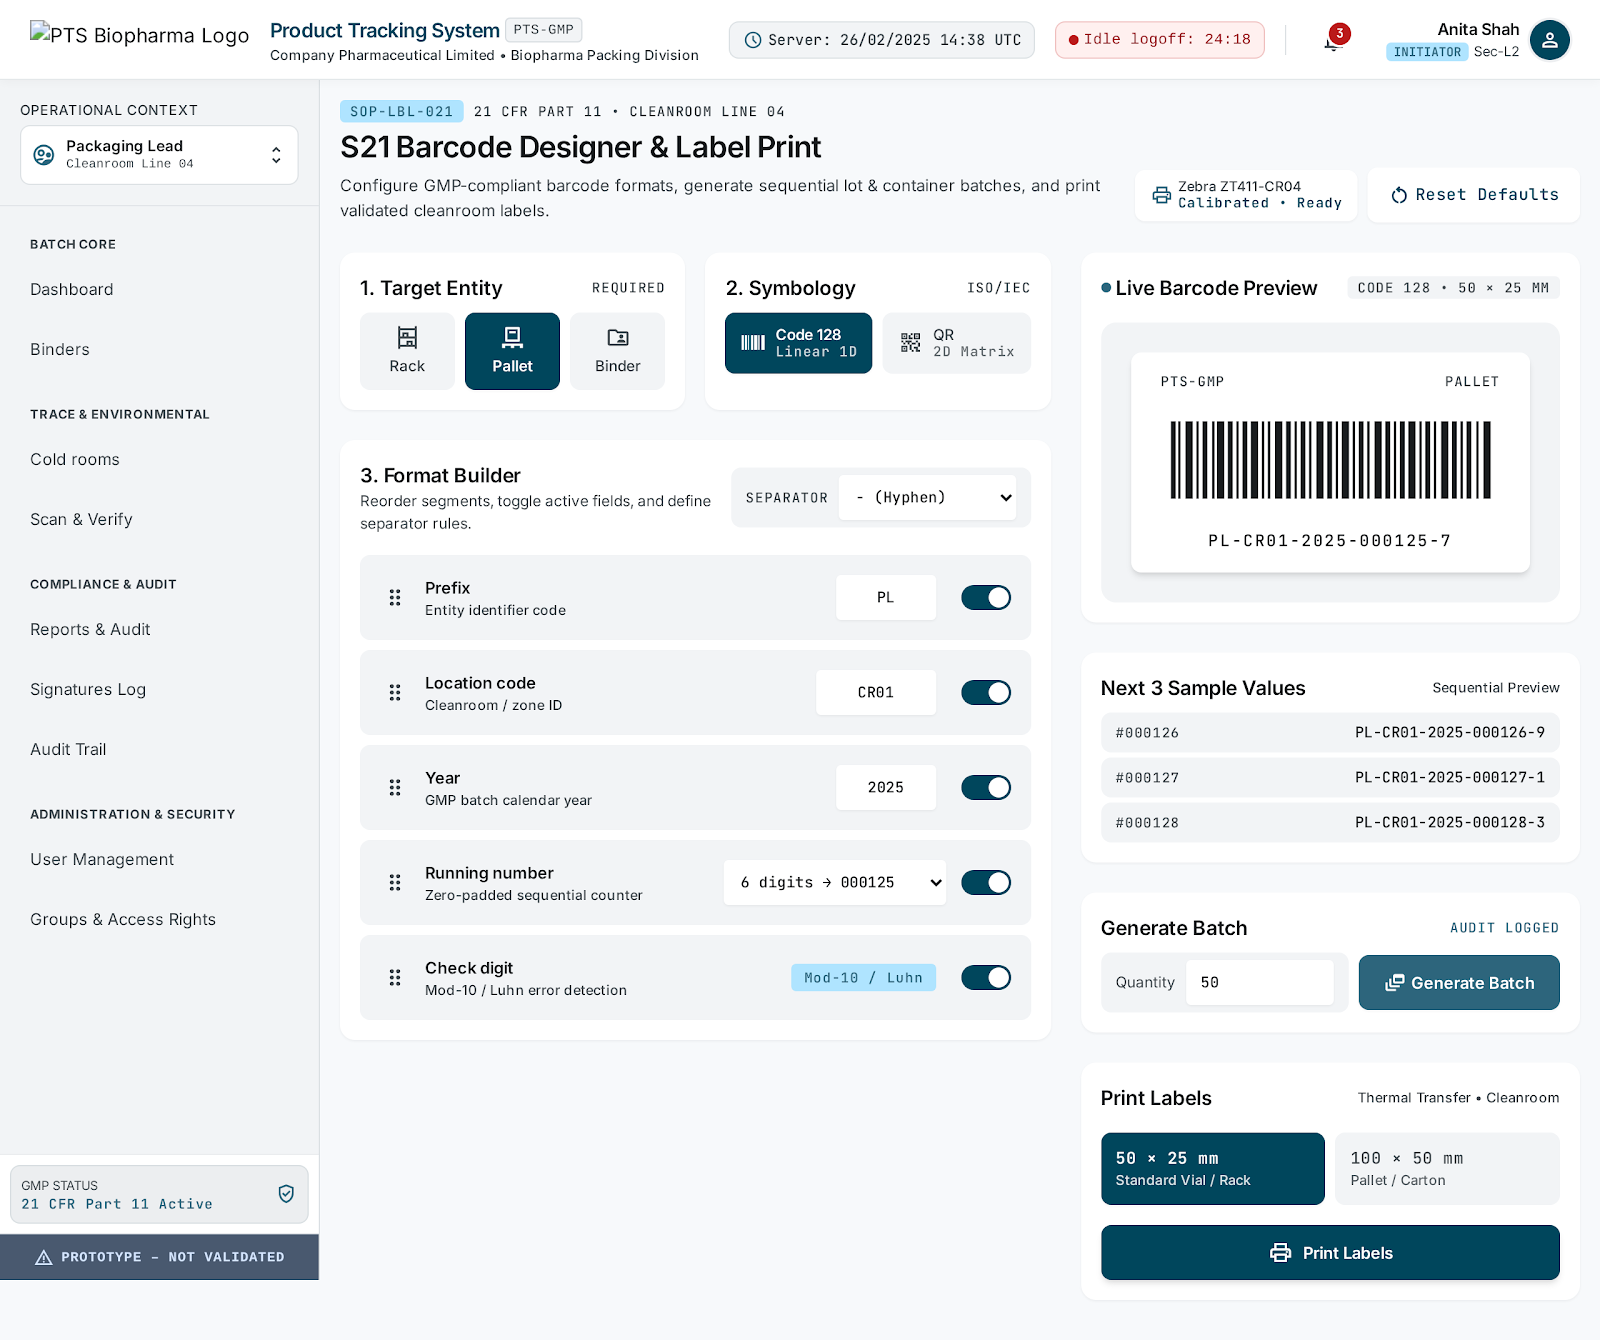 PTS Biopharma Logo
Product Tracking System PTS-GMP
Company Pharmaceutical Limited • Biopharma Packing Division
Server: 26/02/2025 14:38 UTC
Idle logoff: 24:18
3
Anita Shah
INITIATOR Sec-L2
OPERATIONAL CONTEXT
Packaging Lead
Cleanroom Line 04
BATCH CORE
Dashboard
Binders
TRACE & ENVIRONMENTAL
Cold rooms
Scan & Verify
COMPLIANCE & AUDIT
Reports & Audit
Signatures Log
Audit Trail
ADMINISTRATION & SECURITY
User Management
Groups & Access Rights
GMP STATUS
21 CFR Part 11 Active
PROTOTYPE – NOT VALIDATED
SOP-LBL-021 21 CFR PART 11 • CLEANROOM LINE 04
S21 Barcode Designer & Label Print
Configure GMP-compliant barcode formats, generate sequential lot & container batches, and print
validated cleanroom labels.
Zebra ZT411-CR04
Calibrated • Ready
Reset Defaults
1. Target Entity REQUIRED
Rack
Pallet
Binder
2. Symbology ISO/IEC
Code 128
Linear 1D
QR
2D Matrix
3. Format Builder
Reorder segments, toggle active fields, and define
separator rules.
SEPARATOR - (Hyphen)
Prefix
Entity identifier code
PL
Location code
Cleanroom / zone ID
CR01
Year
GMP batch calendar year
2025
Running number
Zero-padded sequential counter
6 digits → 000125
Check digit
Mod-10 / Luhn error detection
Mod-10 / Luhn
Live Barcode Preview CODE 128 • 50 × 25 MM
PTS-GMP PALLET
PL-CR01-2025-000125-7
Next 3 Sample Values Sequential Preview
#000126 PL-CR01-2025-000126-9
#000127 PL-CR01-2025-000127-1
#000128 PL-CR01-2025-000128-3
Generate Batch AUDIT LOGGED
Quantity 50
Generate Batch
Print Labels Thermal Transfer • Cleanroom
50 × 25 mm
Standard Vial / Rack
100 × 50 mm
Pallet / Carton
Print Labels